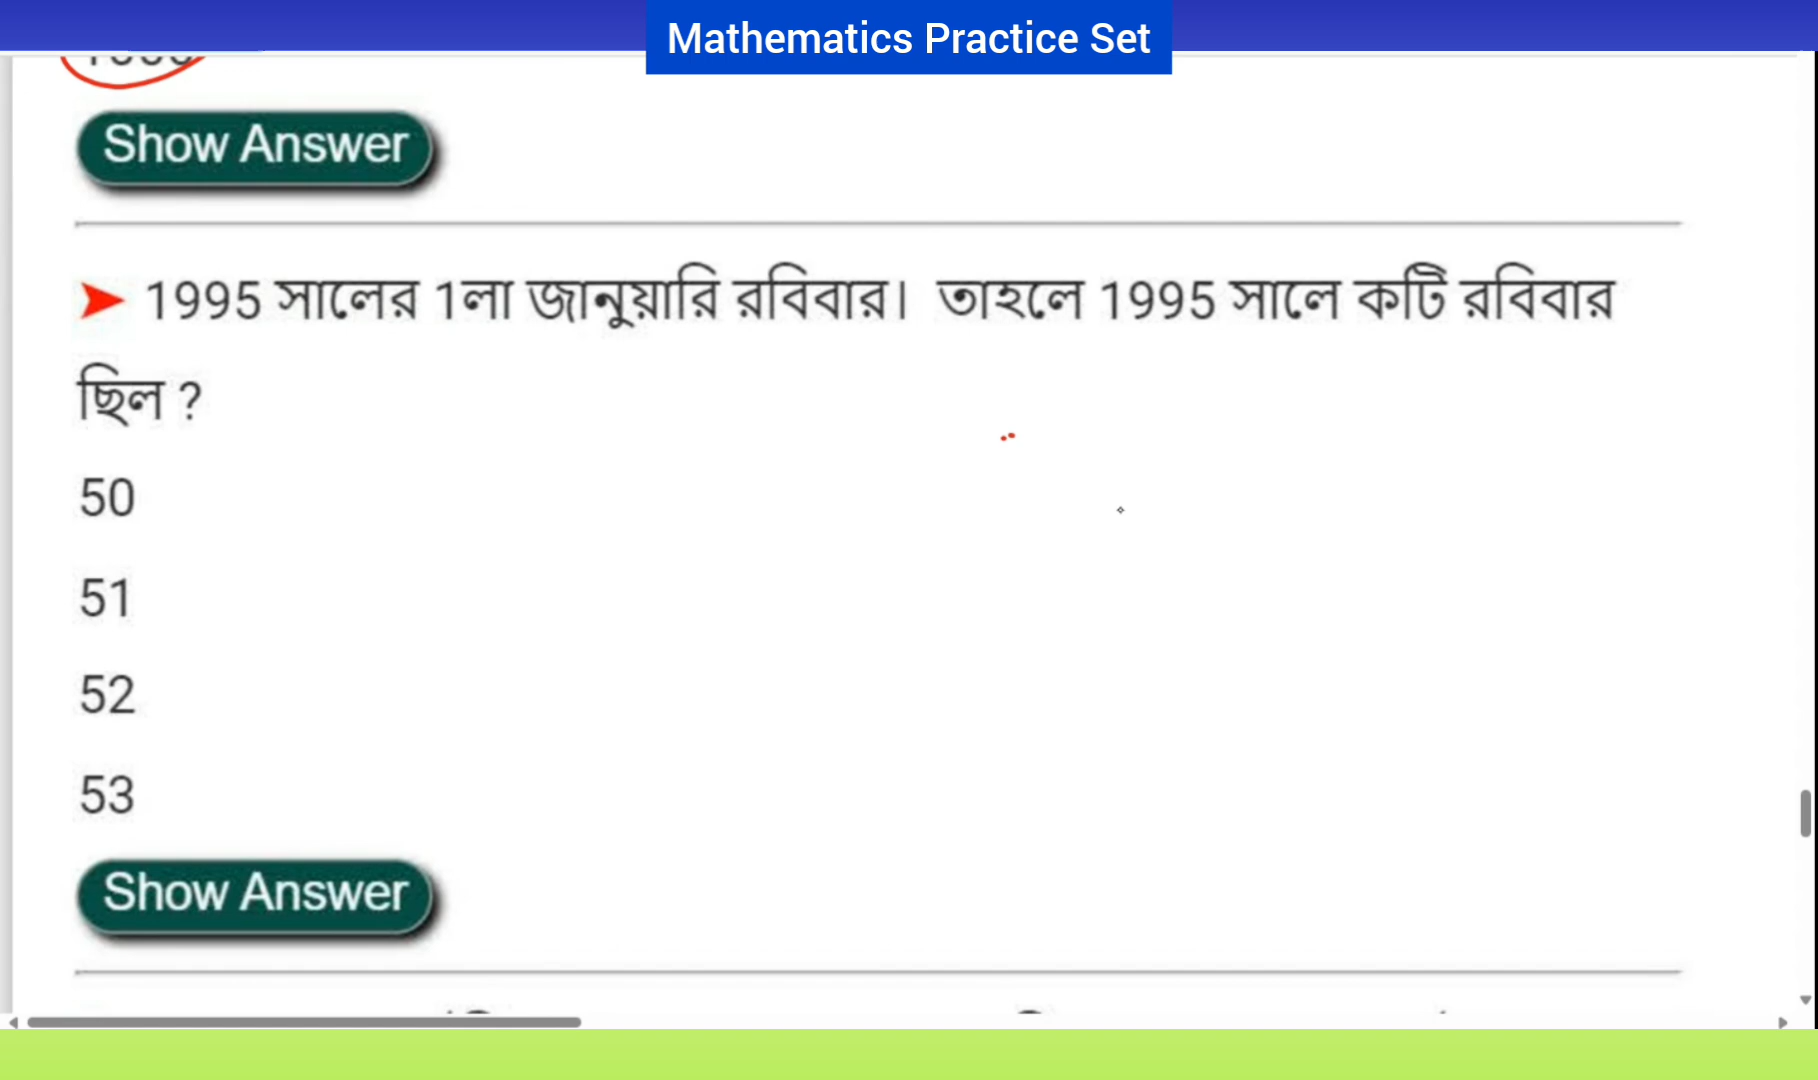 Mathematics Practice Set
Show Answer
➤ 1995 সালের 1লা জানুয়ারি রবিবার। তাহলে 1995 সালে কটি রবিবার
ছিল ?
50
51
52
53
Show Answer